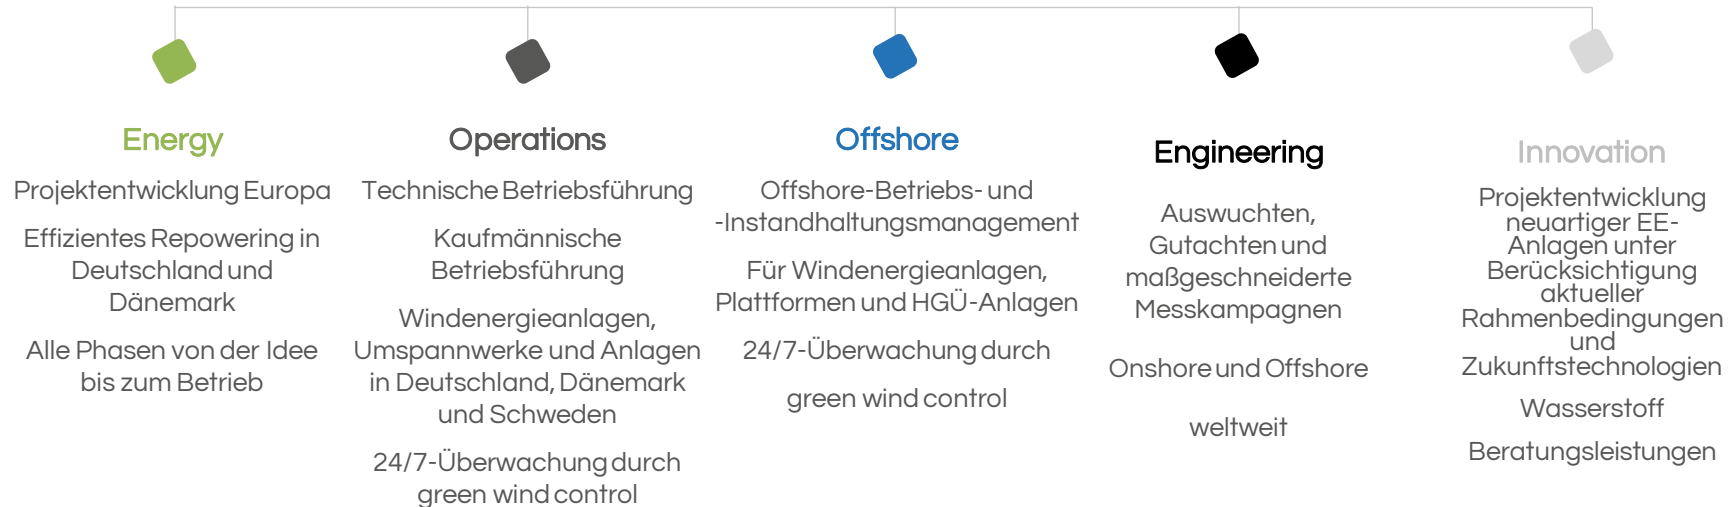 Energy
Projektentwicklung Europa
Effizientes Repowering in
Deutschland und
Dänemark
Alle Phasen von der Idee
bis zum Betrieb
Operations
Technische Betriebsführung
Kaufmännische
Betriebsführung
Windenergieanlagen,
Umspannwerke und Anlagen
in Deutschland, Dänemark
und Schweden
24/7-Überwachung durch
green wind control
Offshore
Offshore-Betriebs- und
-Instandhaltungsmanagement
Für Windenergieanlagen,
Plattformen und HGÜ-Anlagen
24/7-Überwachung durch
green wind control
Engineering
Auswuchten,
Gutachten und
maßgeschneiderte
Messkampagnen
Onshore und Offshore
weltweit
Innovation
Projektentwicklung
neuartiger EE-
Anlagen unter
Berücksichtigung
aktueller
Rahmenbedingungen
und
Zukunftstechnologien
Wasserstoff
Beratungsleistungen